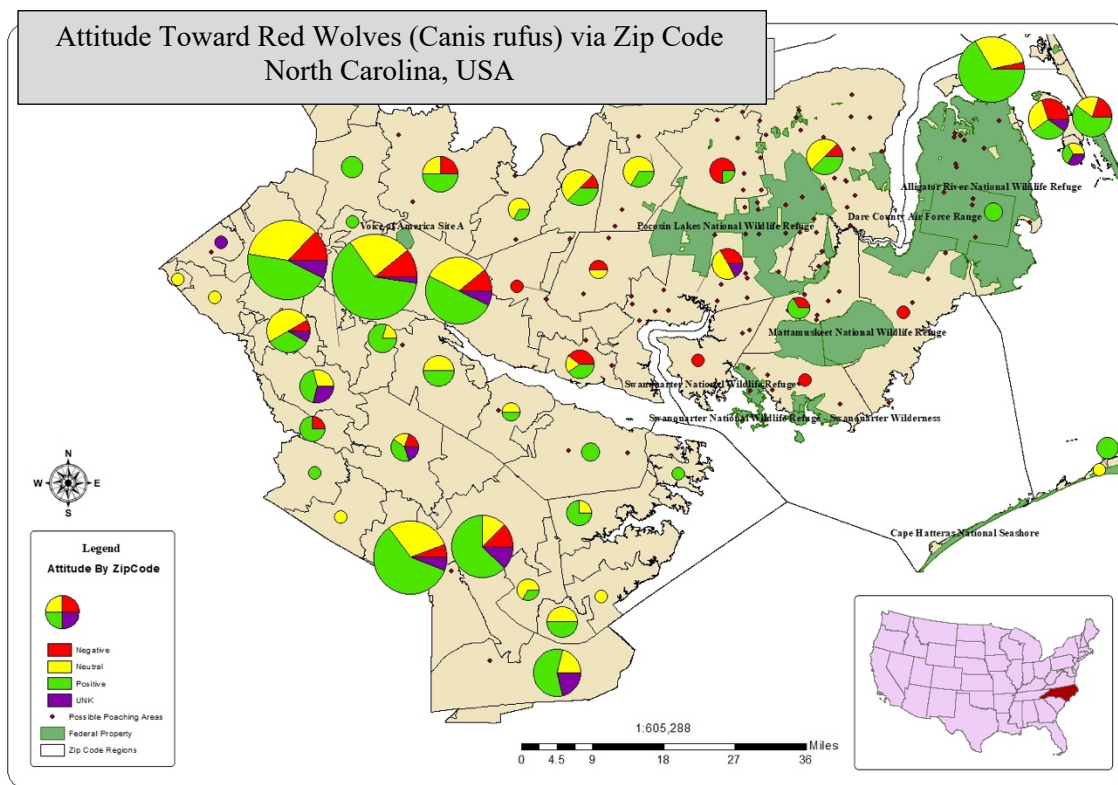 Attitude Toward Red Wolves (Canis rufus) via Zip Code
North Carolina, USA
Alligator River National Wildlife Refuge
Dare County Air Force Range
Voice of America Site A
Pocosin Lakes National Wildlife Refuge
Mattamuskeet National Wildlife Refuge
Swanquarter National Wildlife Refuge
Swanquarter National Wildlife Refuge - Swanquarter Wilderness
Cape Hatteras National Seashore
N
W
E
S
Legend
Attitude By ZipCode
Negative
Neutral
Positive
UNK
Possible Poaching Areas
Federal Property
Zip Code Regions
1:605,288
Miles
0 4.5 9 18 27 36